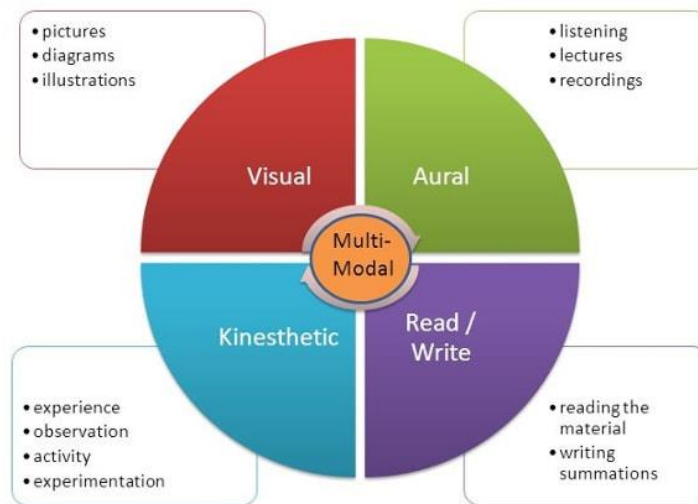 • pictures
• diagrams
• illustrations
• listening
• lectures
• recordings
Visual
Aural
Multi-
Modal
Kinesthetic
Read /
Write
• experience
• observation
• activity
• experimentation
• reading the
material
• writing
summations